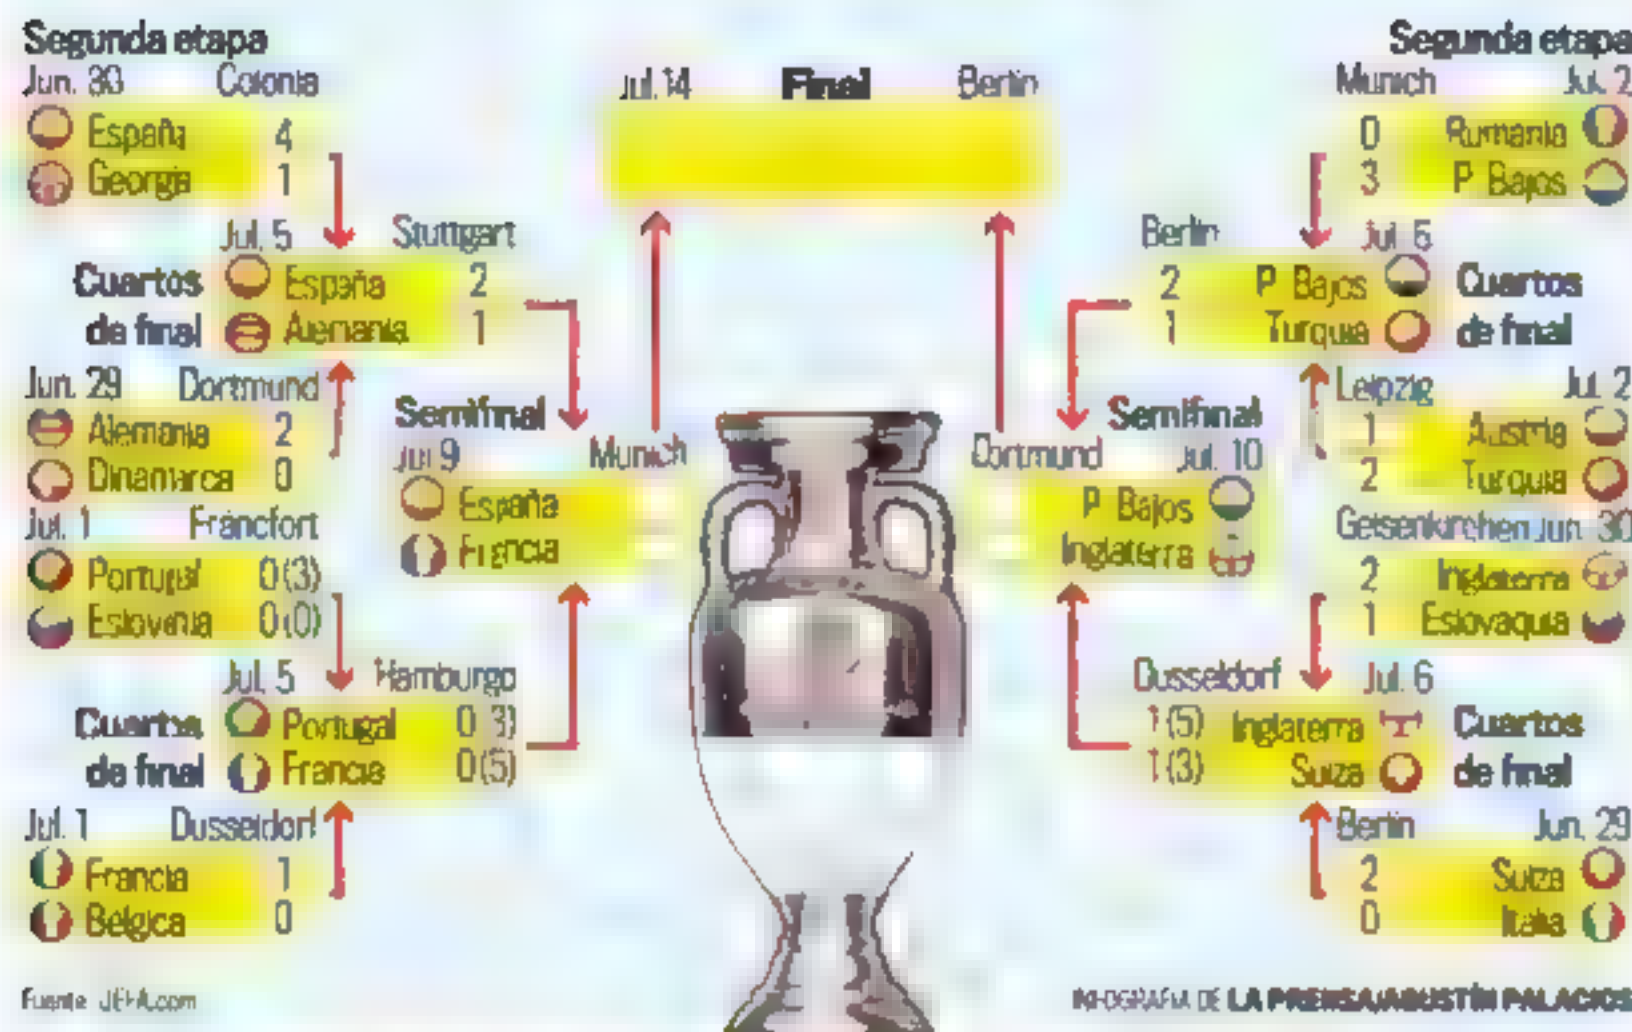 Segunda etapa
Jun. 30 Colonia
España 4
Georgia 1
Jul. 5 Stuttgart
Cuartos de final
España 2
Alemania 1
Jun. 29 Dortmund
Alemania 2
Dinamarca 0
Jul. 1 Francfort
Portugal 0(3)
Eslovenia 0(0)
Jul. 5 Hamburgo
Cuartos de final
Portugal 0(3)
Francia 0(5)
Jul. 1 Dusseldorf
Francia 1
Bélgica 0
Semifinal
Jul 9 Munich
España
Francia
Jul. 14 Final Berlin
Semifinal
Dortmund Jul. 10
P. Bajos
Inglaterra
Segunda etapa
Munich Jul. 2
0 Rumania
3 P. Bajos
Berlin Jul. 6
2 P. Bajos
1 Turquia
Cuartos de final
Leipzig Jul. 2
1 Austria
2 Turquia
Gelsenkirchen Jun. 30
2 Inglaterra
1 Eslovaquia
Dusseldorf Jul. 6
1(5) Inglaterra
1(3) Suiza
Cuartos de final
Berlin Jun. 29
2 Suiza
0 Italia
Fuente: UEFA.com
INFOGRAFÍA DE LA PRENSA/AGUSTÍN PALACIOS